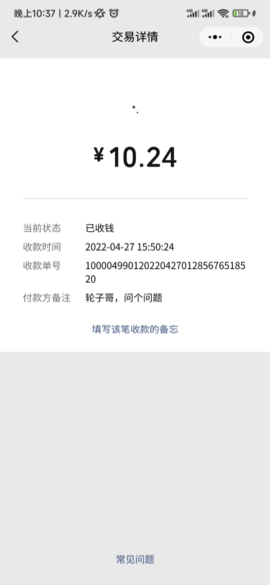 晚上10:37 | 2.9K/s
交易详情
¥10.24
当前状态 已收钱
收款时间 2022-04-27 15:50:24
收款单号 100004990120220427012856765185
20
付款方备注 轮子哥，问个问题
填写该笔收款的备忘
常见问题